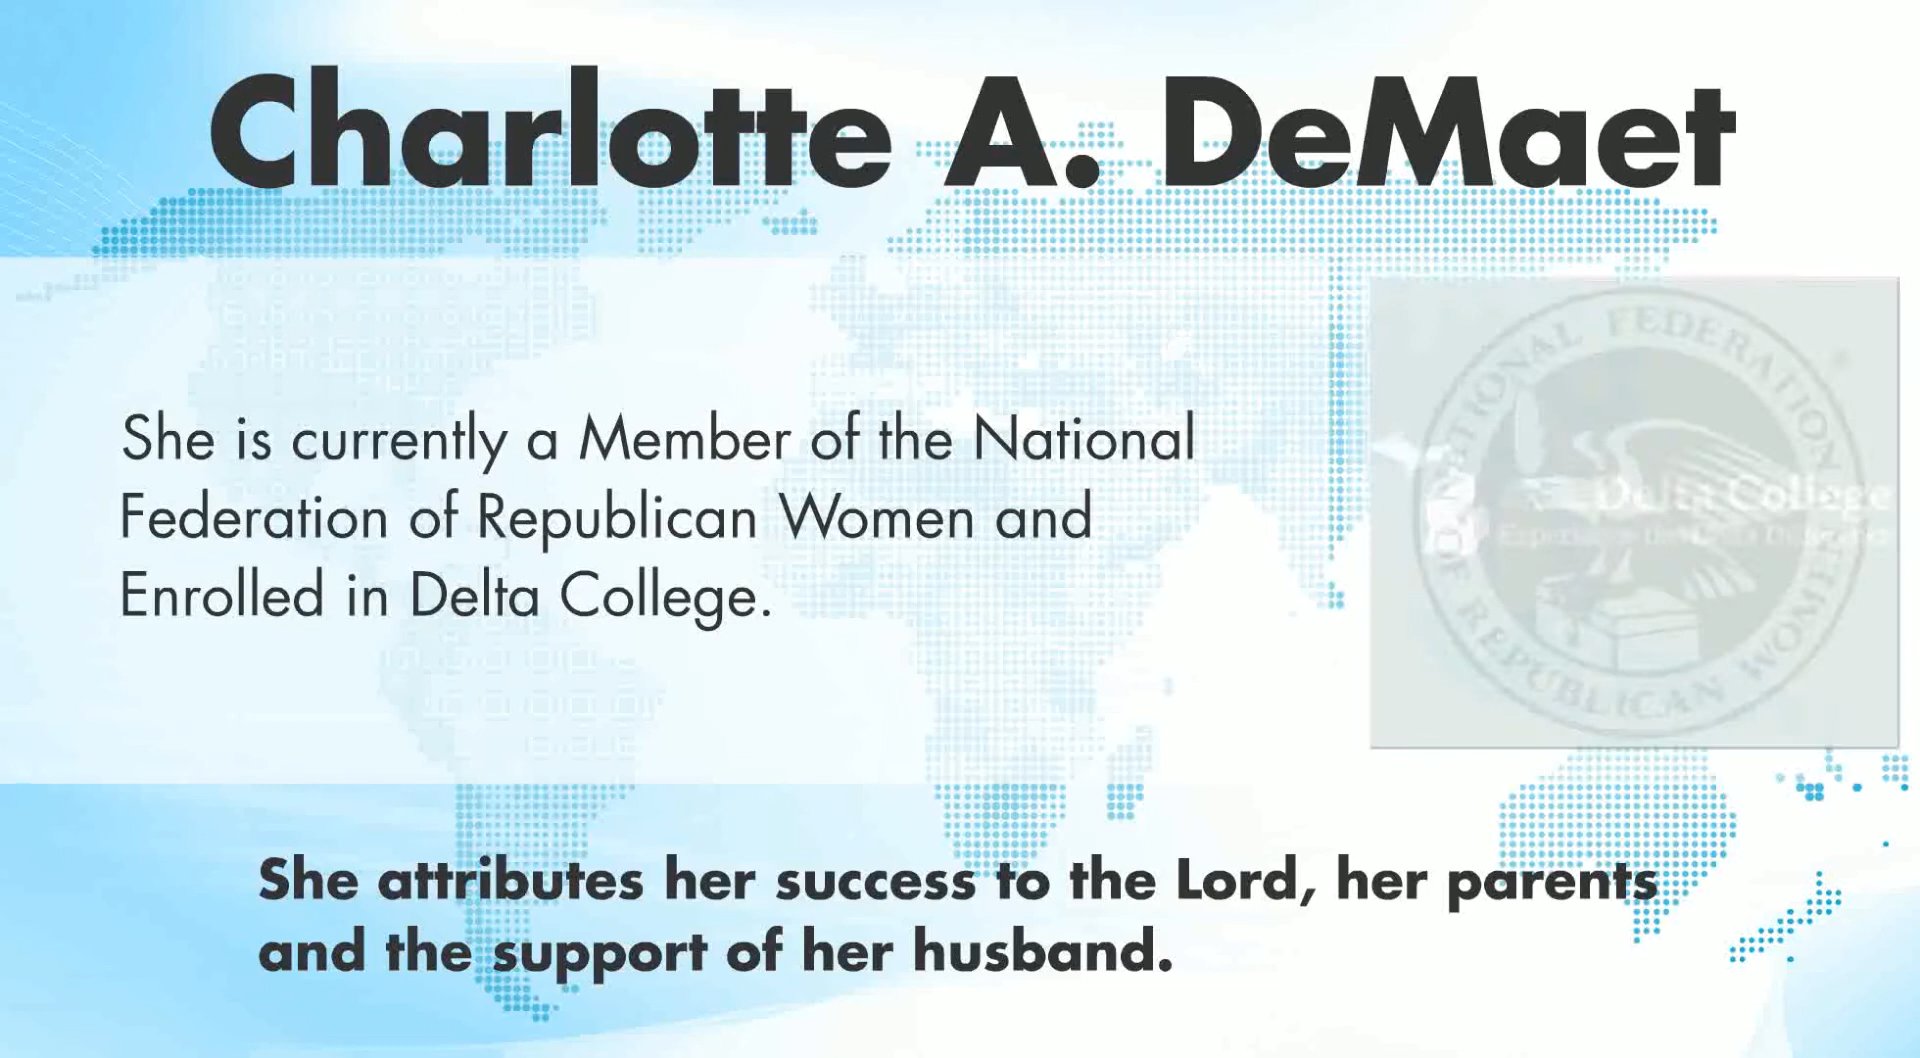 Charlotte A. DeMaet
She is currently a Member of the National
Federation of Republican Women and
Enrolled in Delta College.
NATIONAL FEDERATION
OF REPUBLICAN WOMEN
Delta College
She attributes her success to the Lord, her parents
and the support of her husband.